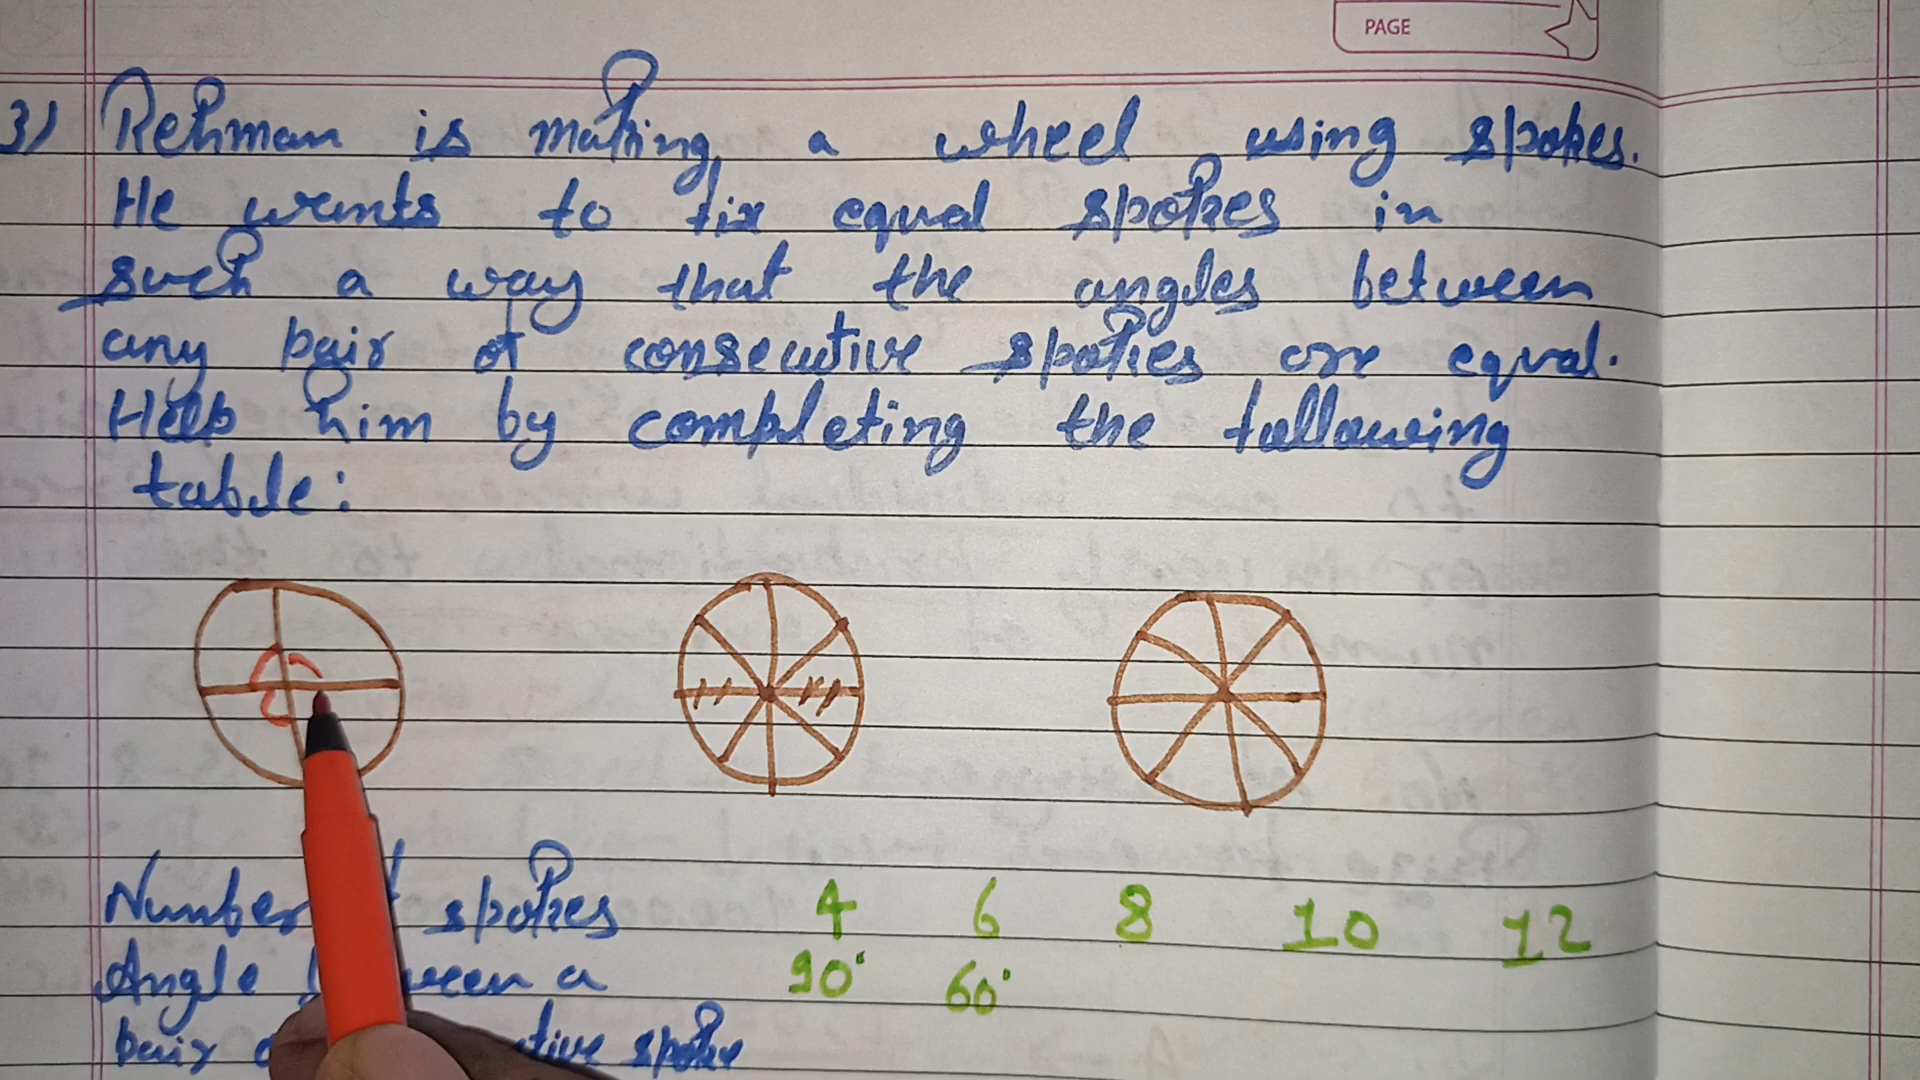 PAGE
3) Rehman is making a wheel using spokes.
He wants to fix equal spokes in
such a way that the angles between
any pair of consecutive spokes are equal.
Help him by completing the following
table:
Number spokes 4 6 8 10 12
Angle a 90° 60°
pair spoke